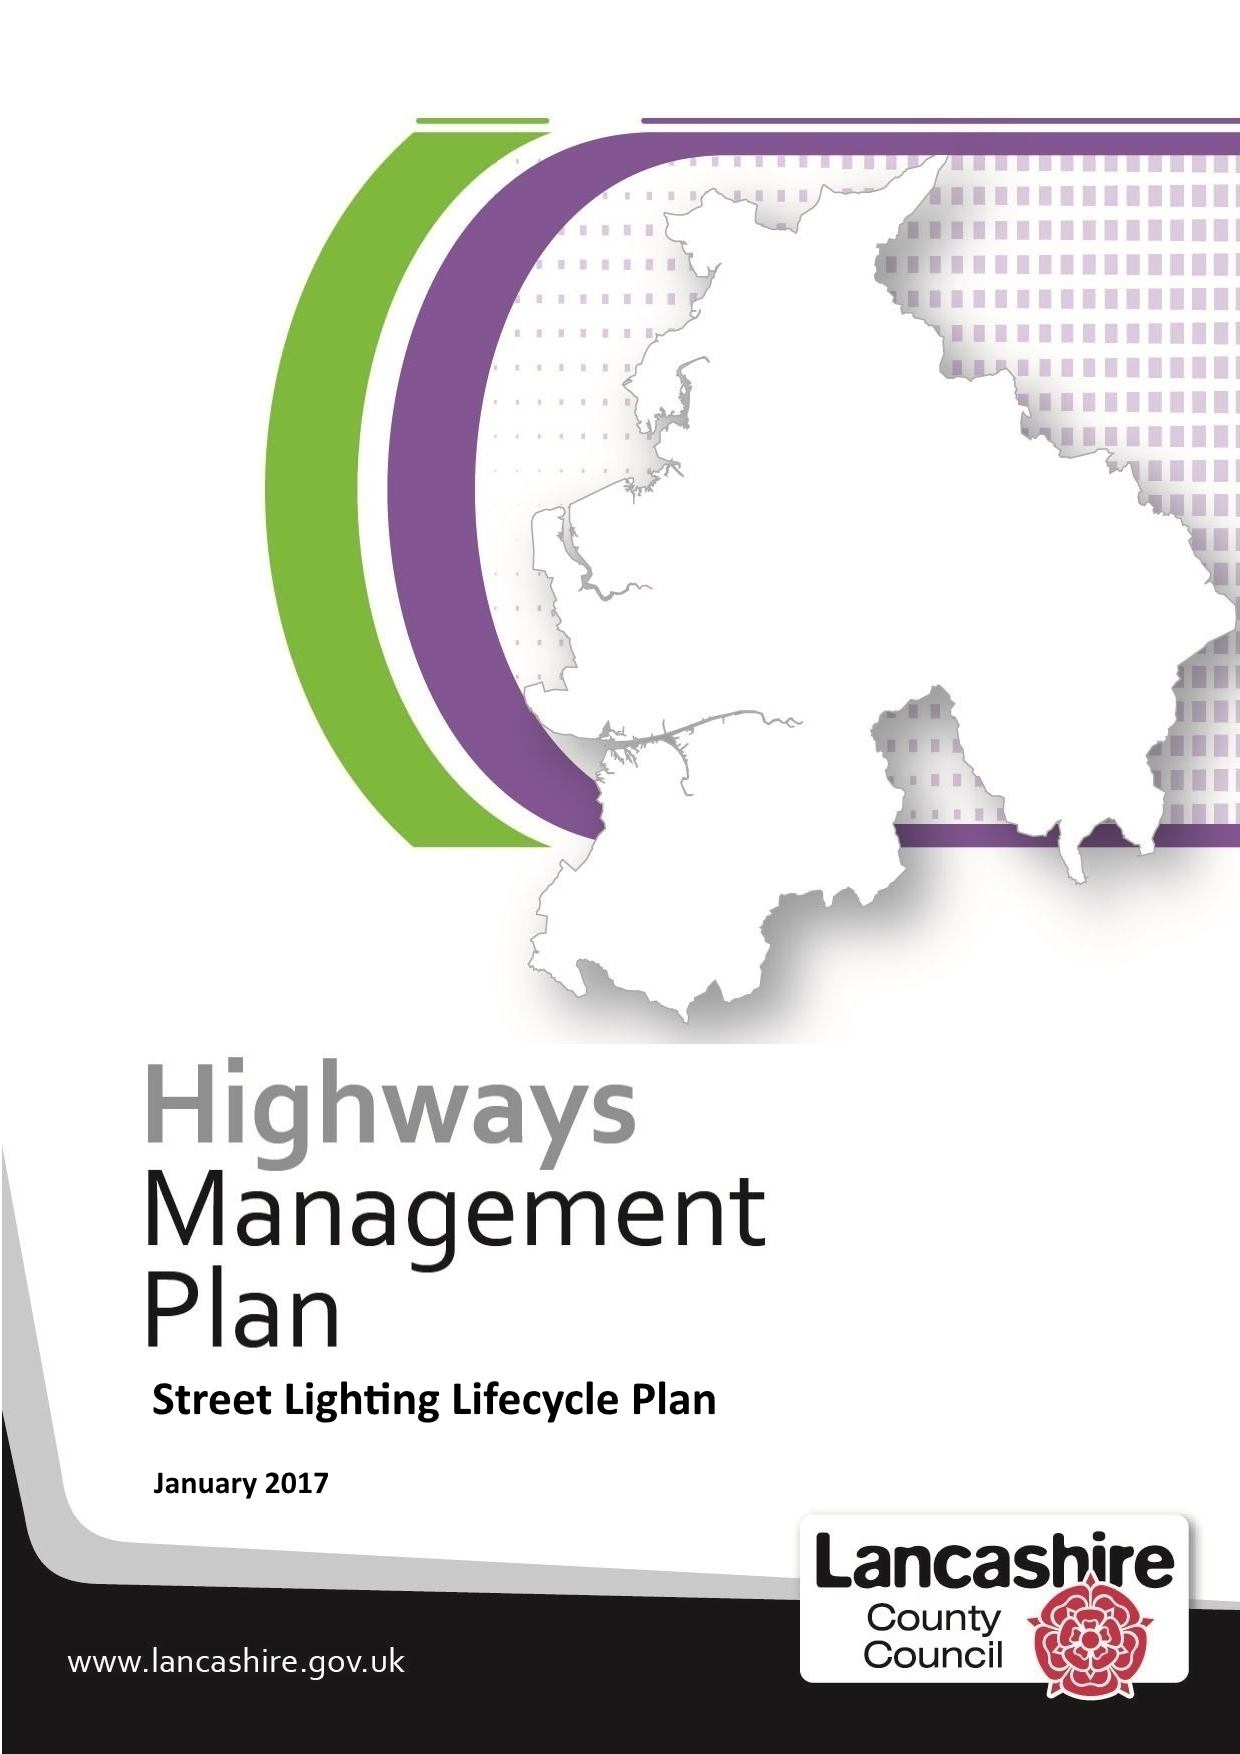 Highways
Management
Plan
Street Lighting Lifecycle Plan
January 2017
Lancashire
County
Council
www.lancashire.gov.uk